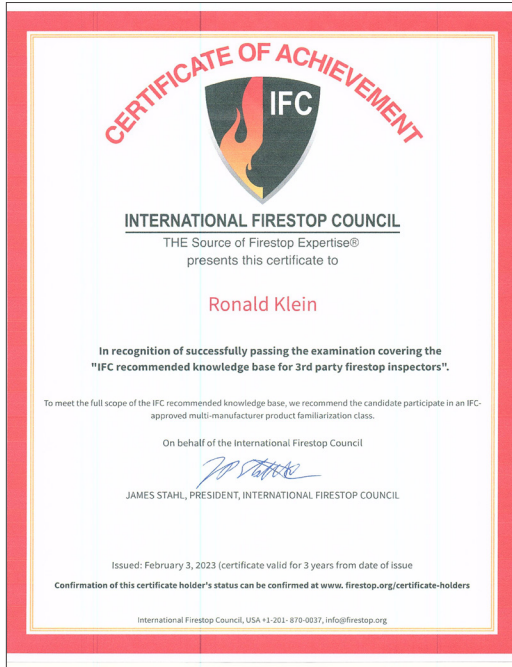 CERTIFICATE OF ACHIEVEMENT
IFC
INTERNATIONAL FIRESTOP COUNCIL
THE Source of Firestop Expertise®
presents this certificate to
Ronald Klein
In recognition of successfully passing the examination covering the
"IFC recommended knowledge base for 3rd party firestop inspectors".
To meet the full scope of the IFC recommended knowledge base, we recommend the candidate participate in an IFC-
approved multi-manufacturer product familiarization class.
On behalf of the International Firestop Council
JAMES STAHL, PRESIDENT, INTERNATIONAL FIRESTOP COUNCIL
Issued: February 3, 2023 (certificate valid for 3 years from date of issue
Confirmation of this certificate holder's status can be confirmed at www. firestop.org/certificate-holders
International Firestop Council, USA +1-201- 870-0037, info@firestop.org